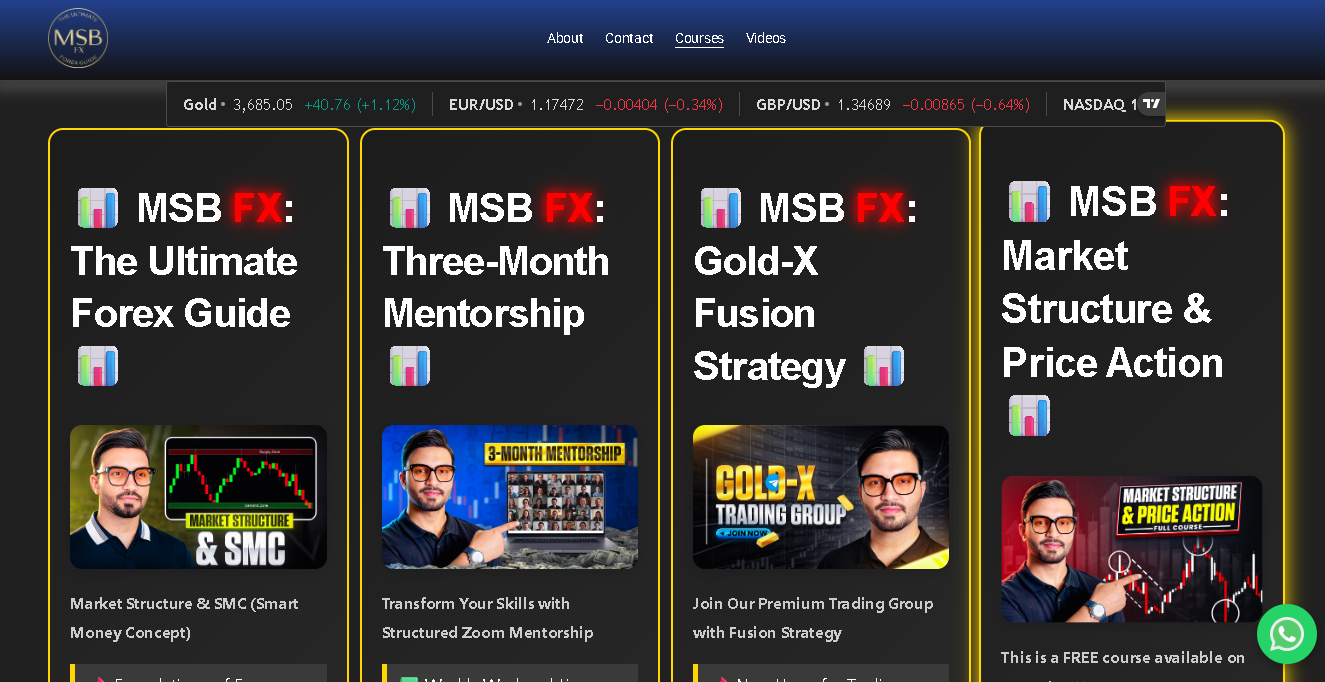 THE ULTIMATE
MSB
FX
FOREX GUIDE
About Contact Courses Videos
Gold • 3,685.05 +40.76 (+1.12%) EUR/USD • 1.17472 −0.00404 (−0.34%) GBP/USD • 1.34689 −0.00865 (−0.64%) NASDAQ 1
MSB FX:
The Ultimate
Forex Guide
MARKET STRUCTURE
& SMC
Market Structure & SMC (Smart
Money Concept)
MSB FX:
Three-Month
Mentorship
3-MONTH MENTORSHIP
Transform Your Skills with
Structured Zoom Mentorship
MSB FX:
Gold-X
Fusion
Strategy
GOLD-X
TRADING GROUP
JOIN NOW
Join Our Premium Trading Group
with Fusion Strategy
MSB FX:
Market
Structure &
Price Action
MARKET STRUCTURE
& PRICE ACTION
FULL COURSE
This is a FREE course available on